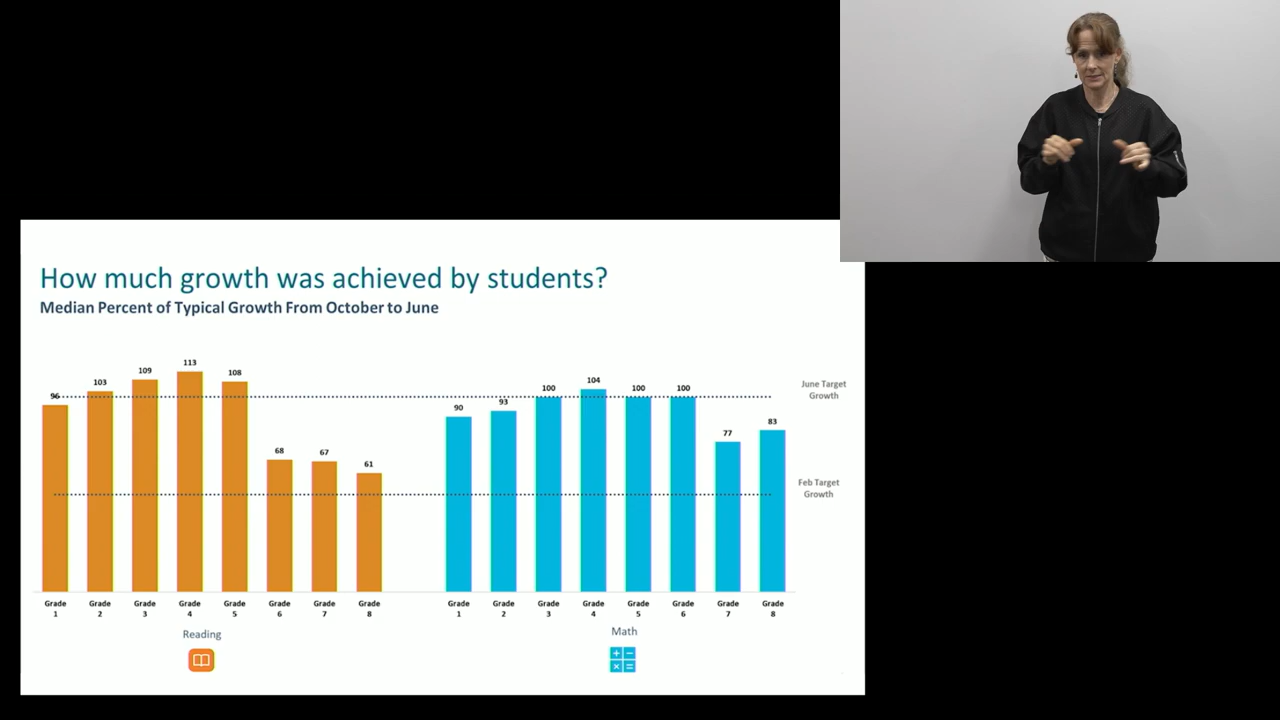 How much growth was achieved by students?
Median Percent of Typical Growth From October to June
96 103 109 113 108 68 67 61
90 93 100 104 100 100 77 83
June Target
Growth
Feb Target
Growth
Grade 1 Grade 2 Grade 3 Grade 4 Grade 5 Grade 6 Grade 7 Grade 8
Grade 1 Grade 2 Grade 3 Grade 4 Grade 5 Grade 6 Grade 7 Grade 8
Reading
Math